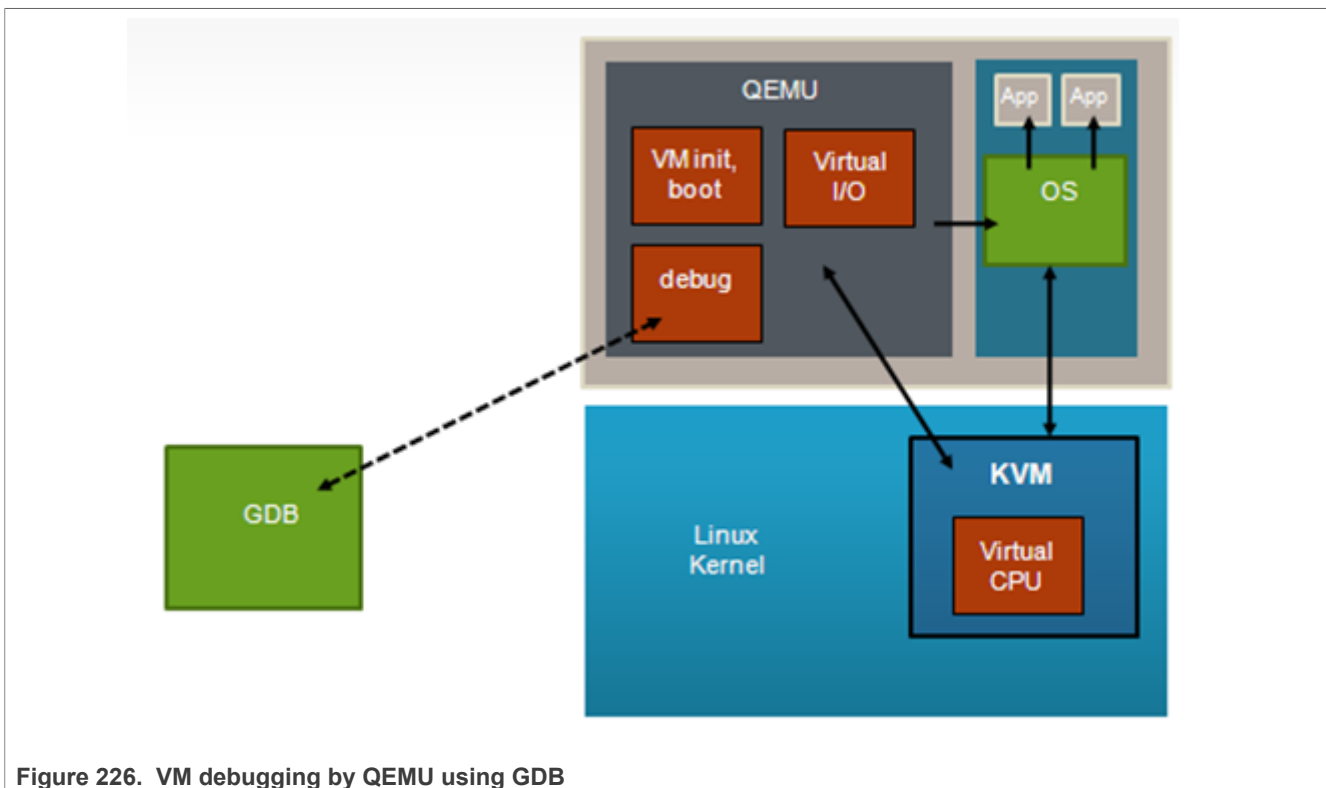 QEMU
VM init,
boot
Virtual
I/O
debug
App
App
OS
GDB
Linux
Kernel
KVM
Virtual
CPU
Figure 226. VM debugging by QEMU using GDB